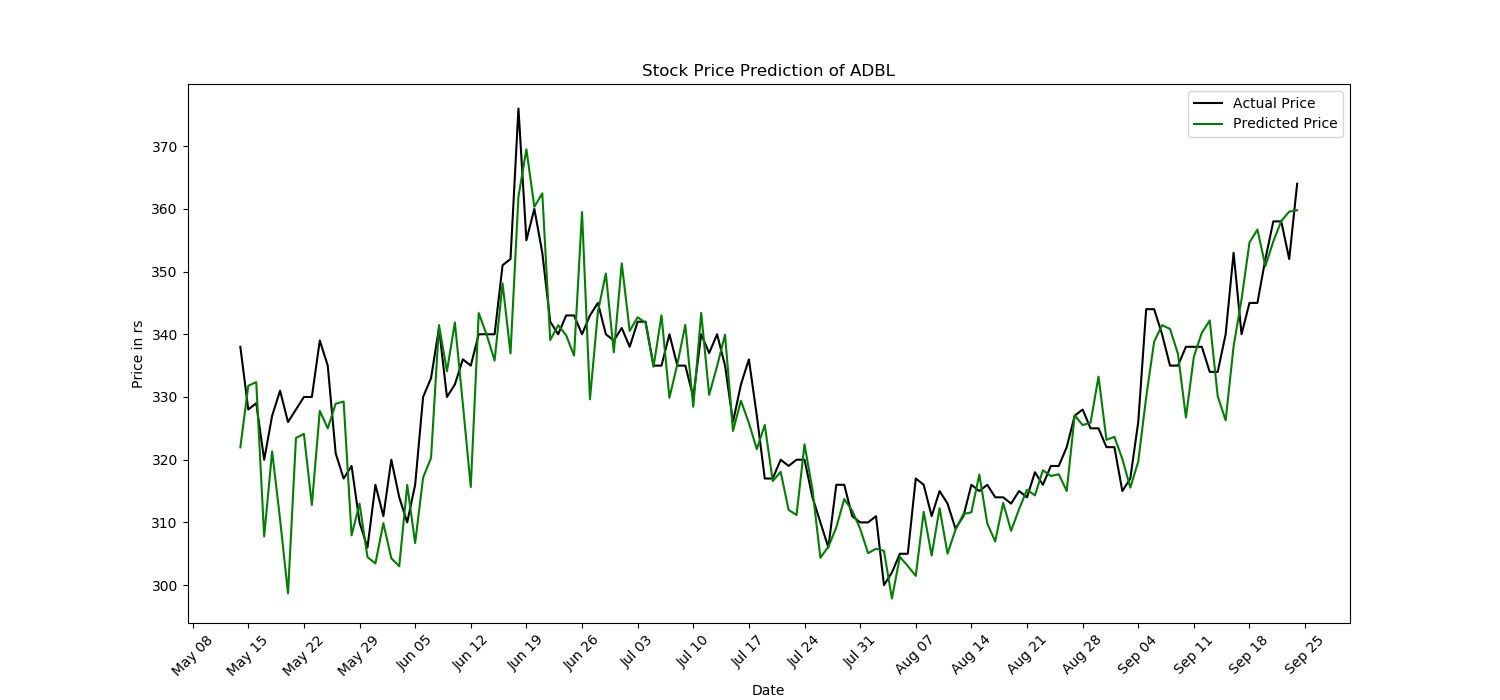 Stock Price Prediction of ADBL
Actual Price
Predicted Price
370
360
350
340
330
320
310
300
Price in rs
May 08
May 15
May 22
May 29
Jun 05
Jun 12
Jun 19
Jun 26
Jul 03
Jul 10
Jul 17
Jul 24
Jul 31
Aug 07
Aug 14
Aug 21
Aug 28
Sep 04
Sep 11
Sep 18
Sep 25
Date